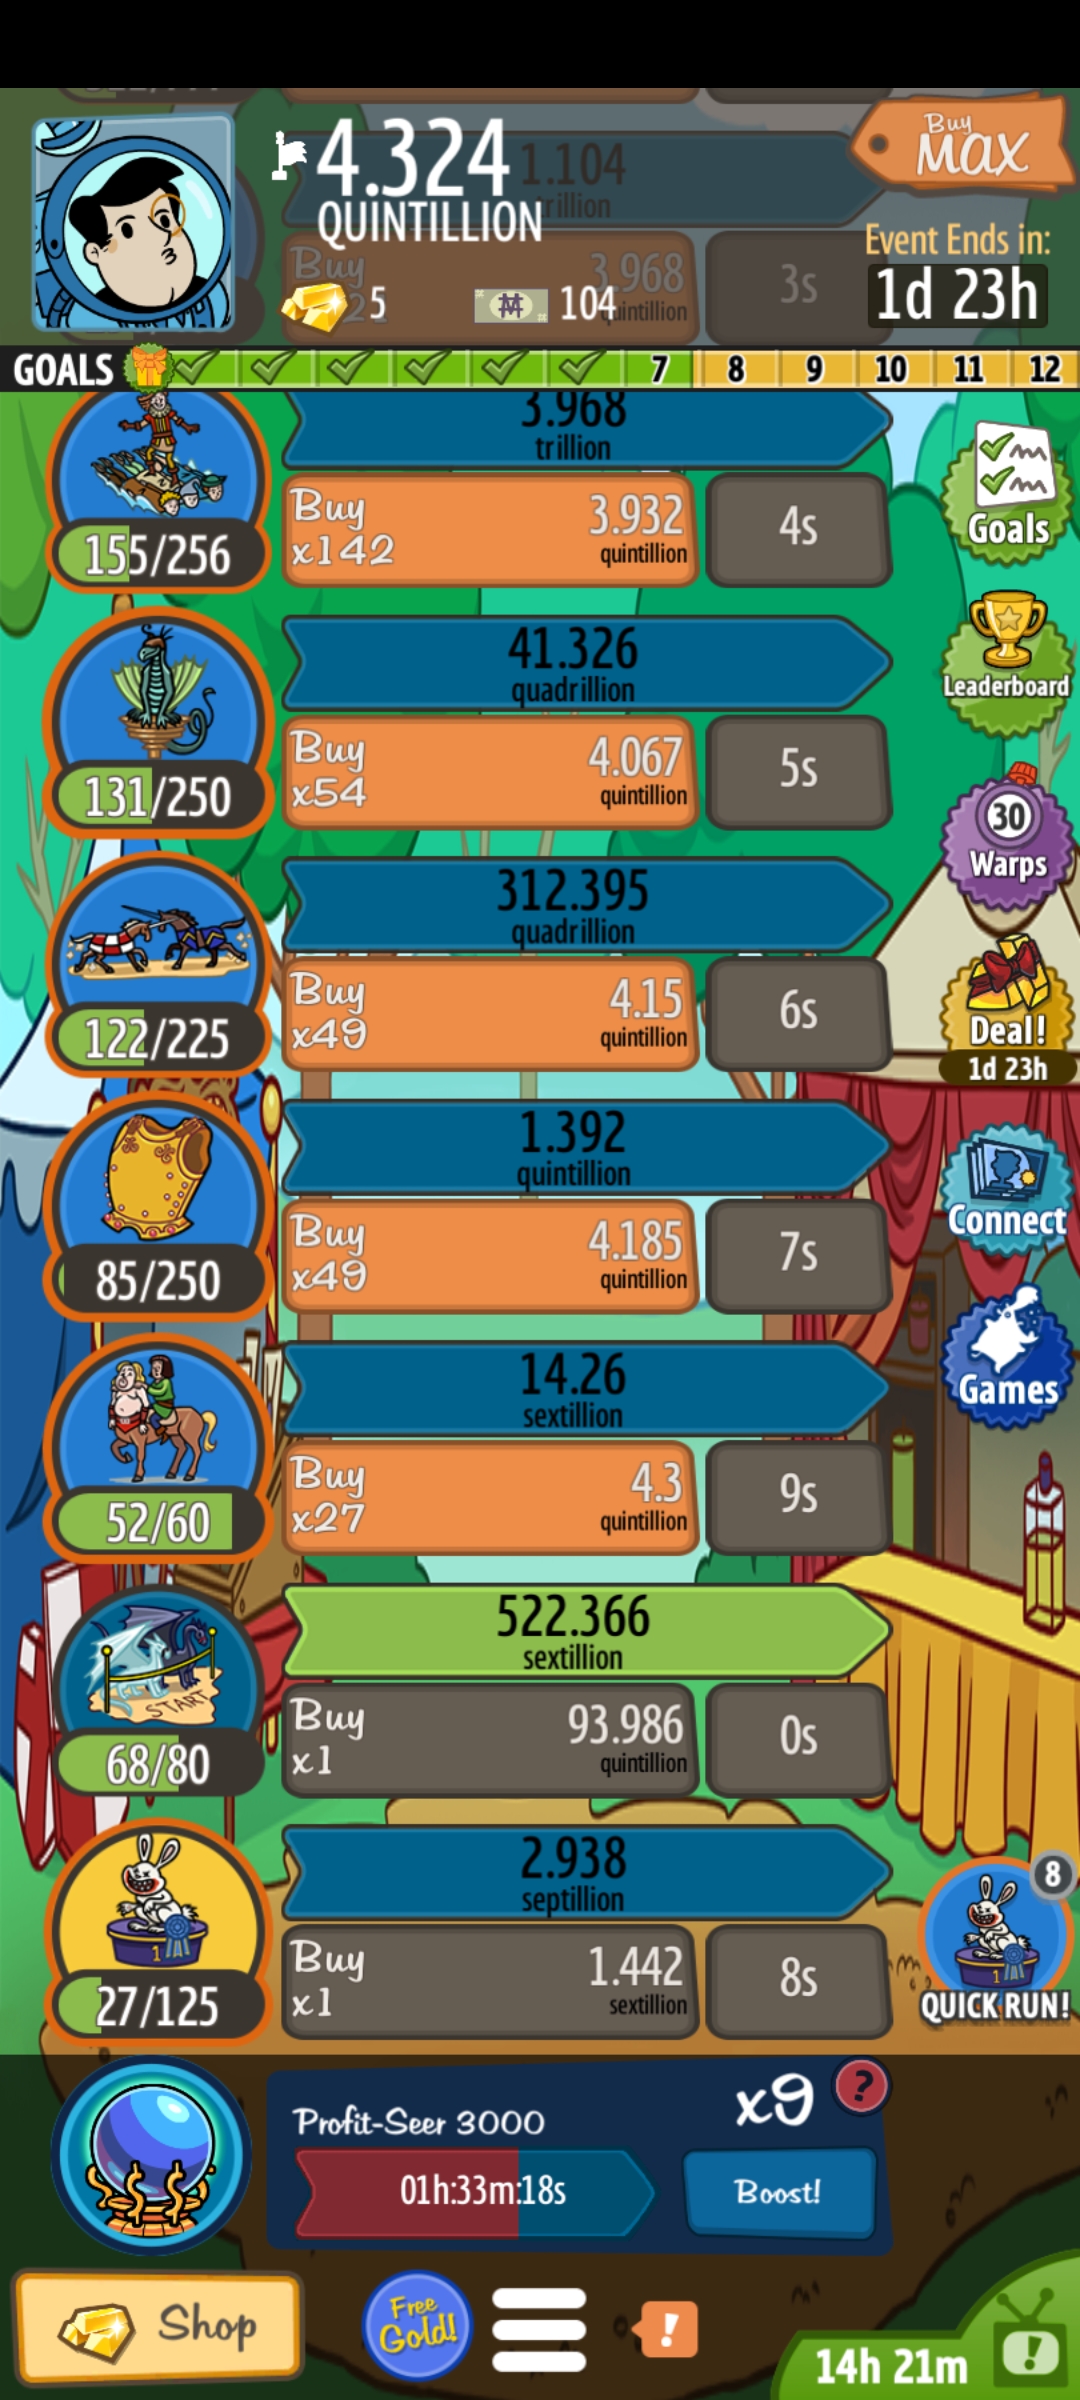 4.324
QUINTILLION
1.104
trillion
Buy
MAX
Event Ends in:
1d 23h
Buy
3.968
quintillion
3s
5
104
GOALS
7 8 9 10 11 12
3.968
trillion
155/256
Buy
x142
3.932
quintillion
4s
Goals
41.326
quadrillion
131/250
Buy
x54
4.067
quintillion
5s
Leaderboard
312.395
quadrillion
122/225
Buy
x49
4.15
quintillion
6s
30
Warps
Deal!
1d 23h
1.392
quintillion
85/250
Buy
x49
4.185
quintillion
7s
Connect
14.26
sextillion
52/60
Buy
x27
4.3
quintillion
9s
Games
522.366
sextillion
START
68/80
Buy
x1
93.986
quintillion
0s
2.938
septillion
1
27/125
Buy
x1
1.442
sextillion
8s
8
1
QUICK RUN!
Profit-Seer 3000
x9
?
01h:33m:18s
Boost!
Shop
Free
Gold!
!
14h 21m
!